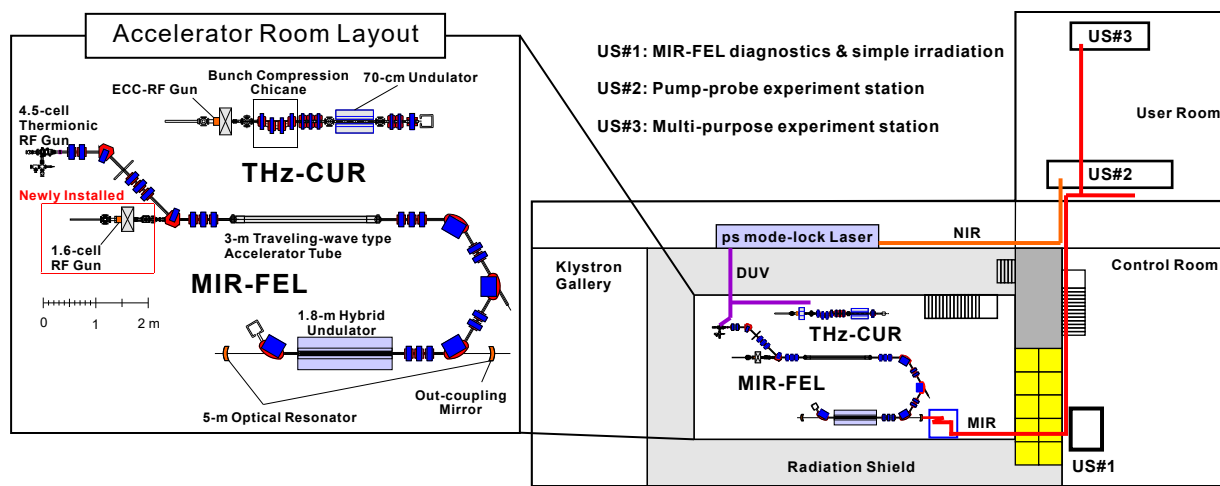 Accelerator Room Layout
ECC-RF Gun
Bunch Compression
Chicane
70-cm Undulator
4.5-cell
Thermionic
RF Gun
THz-CUR
Newly Installed
1.6-cell
RF Gun
3-m Traveling-wave type
Accelerator Tube
MIR-FEL
0
1
2 m
1.8-m Hybrid
Undulator
5-m Optical Resonator
Out-coupling
Mirror
US#1: MIR-FEL diagnostics & simple irradiation
US#2: Pump-probe experiment station
US#3: Multi-purpose experiment station
US#3
User Room
US#2
ps mode-lock Laser
NIR
Klystron
Gallery
DUV
Control Room
THz-CUR
MIR-FEL
MIR
US#1
Radiation Shield